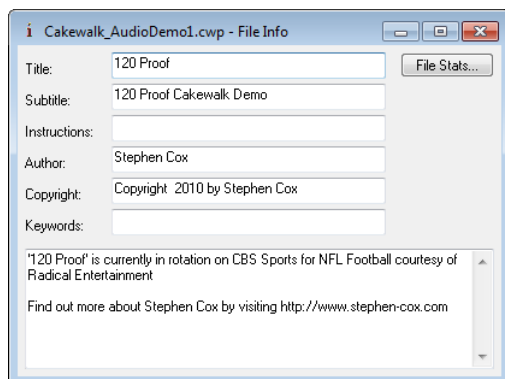 i Cakewalk_AudioDemo1.cwp - File Info
Title: 120 Proof File Stats...
Subtitle: 120 Proof Cakewalk Demo
Instructions:
Author: Stephen Cox
Copyright: Copyright  2010 by Stephen Cox
Keywords:
'120 Proof' is currently in rotation on CBS Sports for NFL Football courtesy of
Radical Entertainment
Find out more about Stephen Cox by visiting http://www.stephen-cox.com